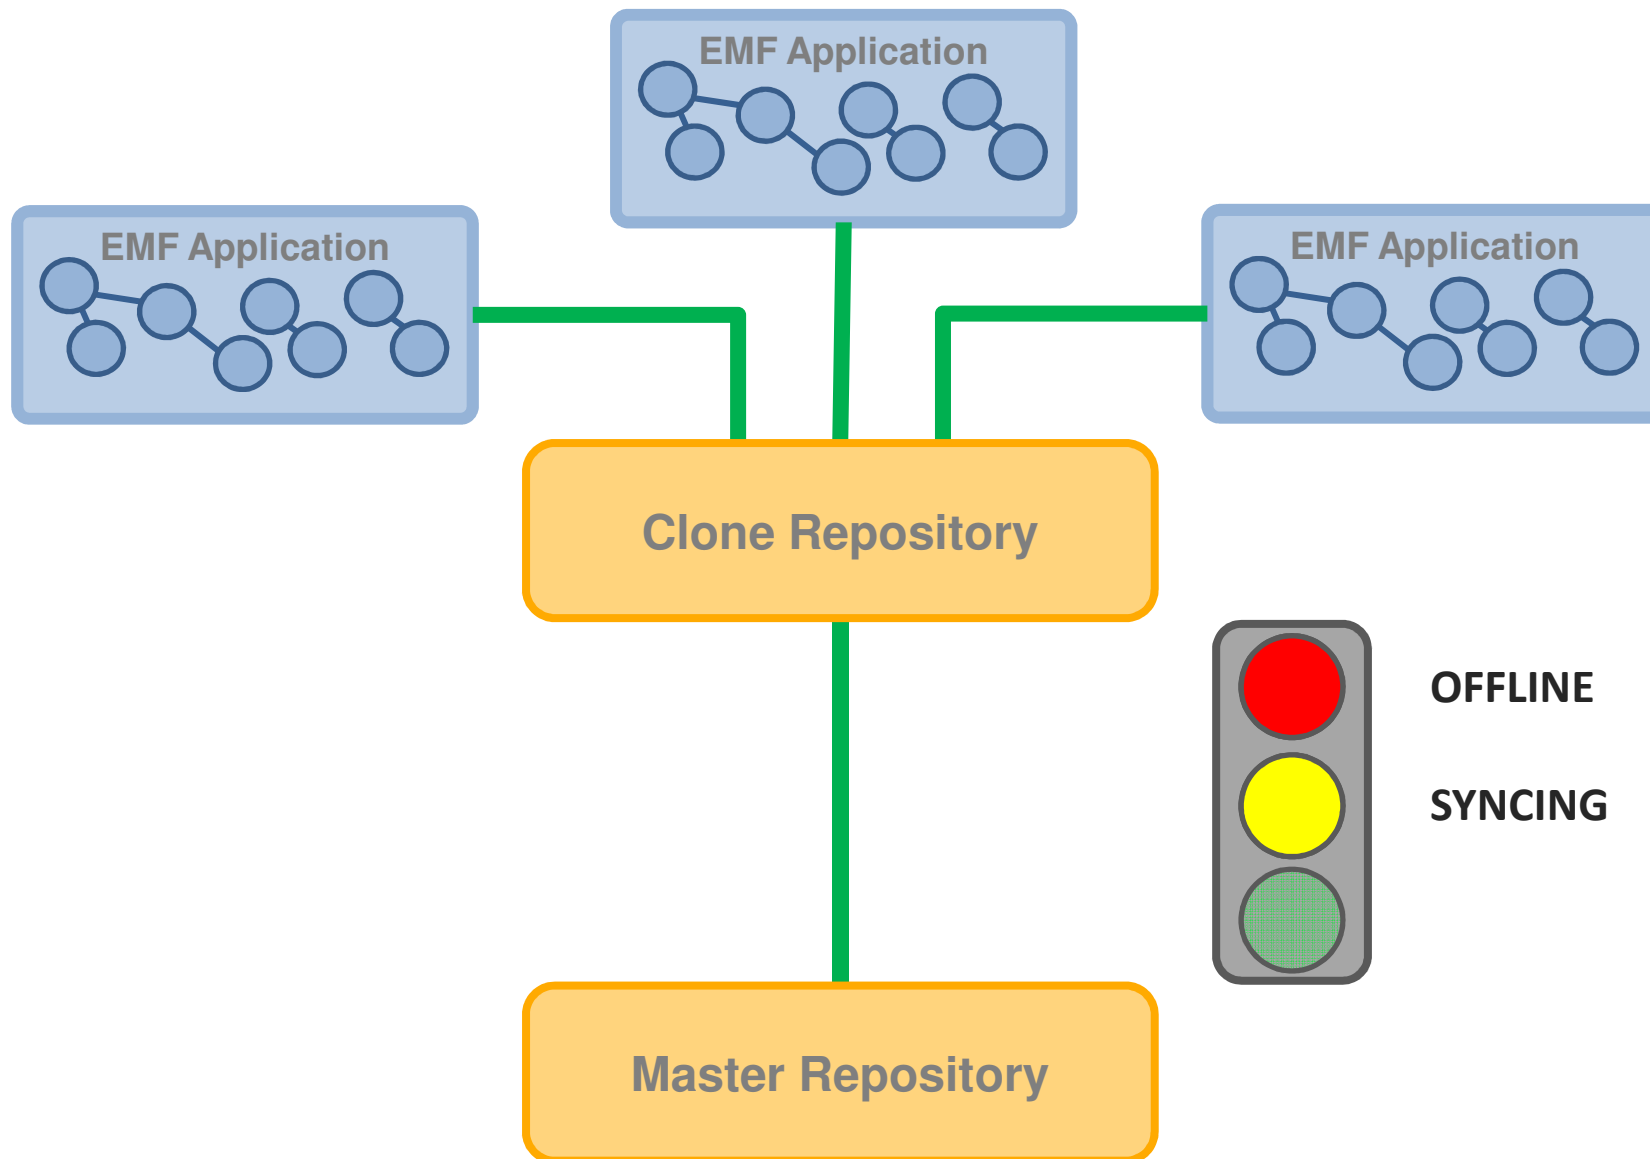 EMF Application
EMF Application
EMF Application
Clone Repository
OFFLINE
SYNCING
Master Repository